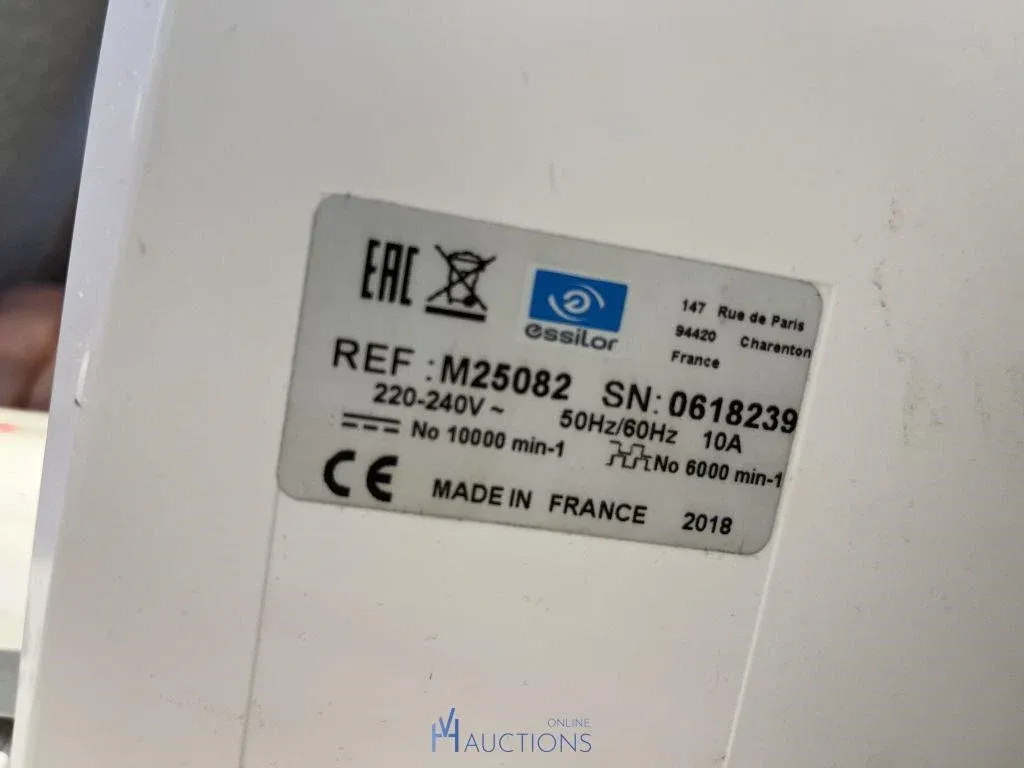 EAC
essilor
147 Rue de Paris
94420 Charenton
France
REF : M25082 SN: 0618239
220-240V ~ 50Hz/60Hz 10A
No 10000 min-1 No 6000 min-1
CE MADE IN FRANCE 2018
HVA ONLINE
AUCTIONS